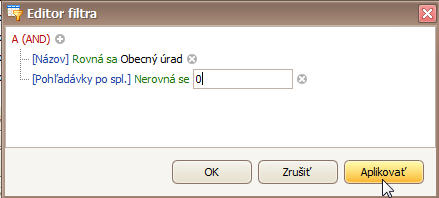 Editor filtra
A (AND)
[Názov] Rovná sa Obecný úrad
[Pohľadávky po spl.] Nerovná se 0
OK Zrušiť Aplikovať